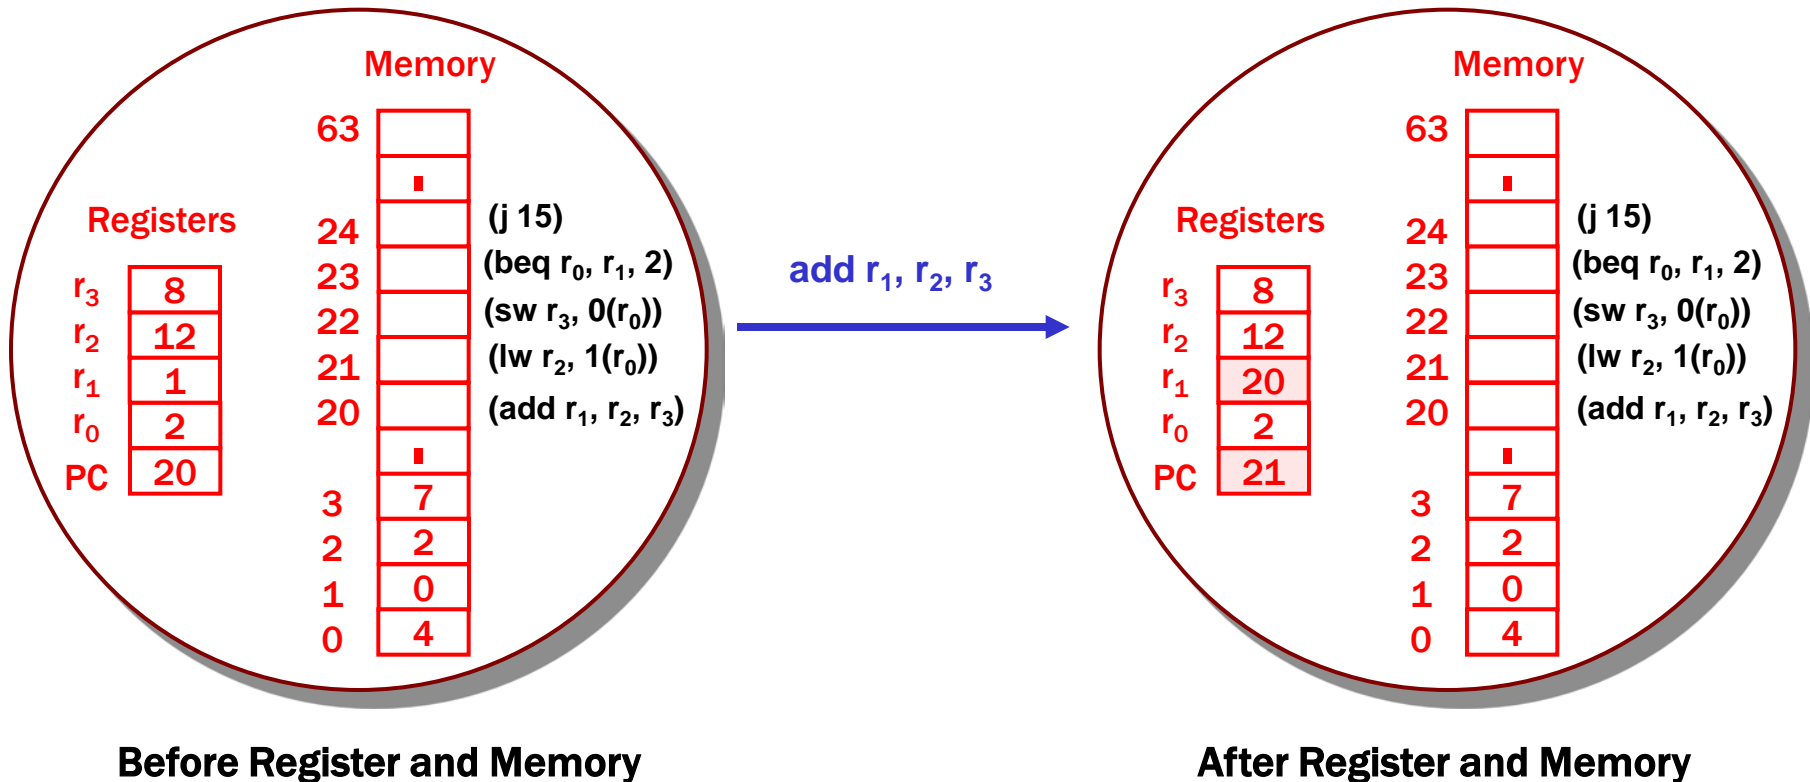 Memory
63
Registers
24 (j 15)
23 (beq r₀, r₁, 2)
r₃ 8
22 (sw r₃, 0(r₀))
r₂ 12
21 (lw r₂, 1(r₀))
r₁ 1
20 (add r₁, r₂, r₃)
r₀ 2
PC 20
3 7
2 2
1 0
0 4
Before Register and Memory
add r₁, r₂, r₃
Memory
63
Registers
24 (j 15)
23 (beq r₀, r₁, 2)
r₃ 8
22 (sw r₃, 0(r₀))
r₂ 12
21 (lw r₂, 1(r₀))
r₁ 20
20 (add r₁, r₂, r₃)
r₀ 2
PC 21
3 7
2 2
1 0
0 4
After Register and Memory